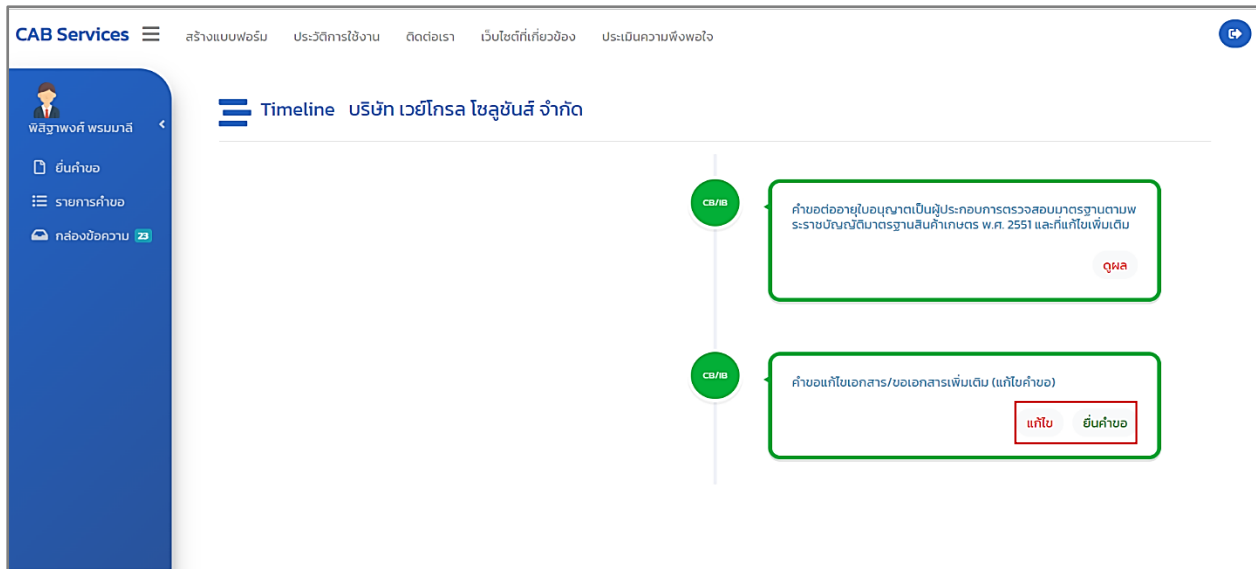 CAB Services สร้างแบบฟอร์ม ประวัติการใช้งาน ติดต่อเรา เว็บไซต์ที่เกี่ยวข้อง ประเมินความพึงพอใจ
พิสิฐาพงศ์ พรมมาลี
ยื่นคำขอ
รายการคำขอ
กล่องข้อความ 23
Timeline บริษัท เวย์โกรล โซลูชันส์ จำกัด
CB/IB
คำขอต่ออายุใบอนุญาตเป็นผู้ประกอบการตรวจสอบมาตรฐานตามพ
ระราชบัญญัติมาตรฐานสินค้าเกษตร พ.ศ. 2551 และที่แก้ไขเพิ่มเติม
ดูผล
CB/IB
คำขอแก้ไขเอกสาร/ขอเอกสารเพิ่มเติม (แก้ไขคำขอ)
แก้ไข ยื่นคำขอ